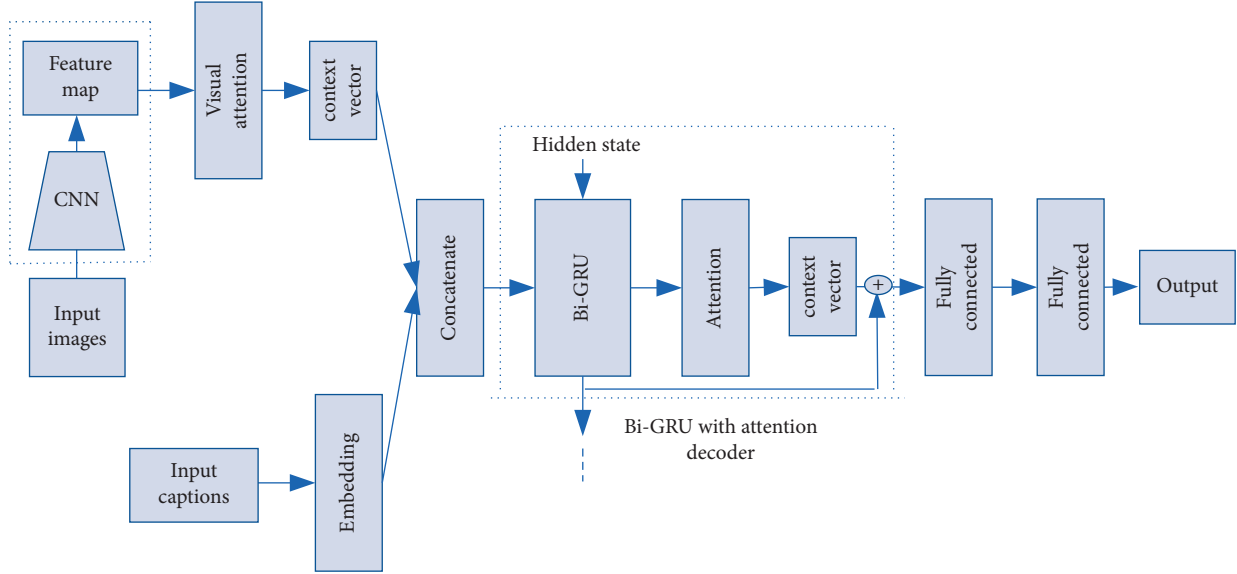 Feature
map
CNN
Input
images
Visual
attention
context
vector
Input
captions
Embedding
Concatenate
Hidden state
Bi-GRU
Attention
context
vector
+
Bi-GRU with attention
decoder
Fully
connected
Fully
connected
Output